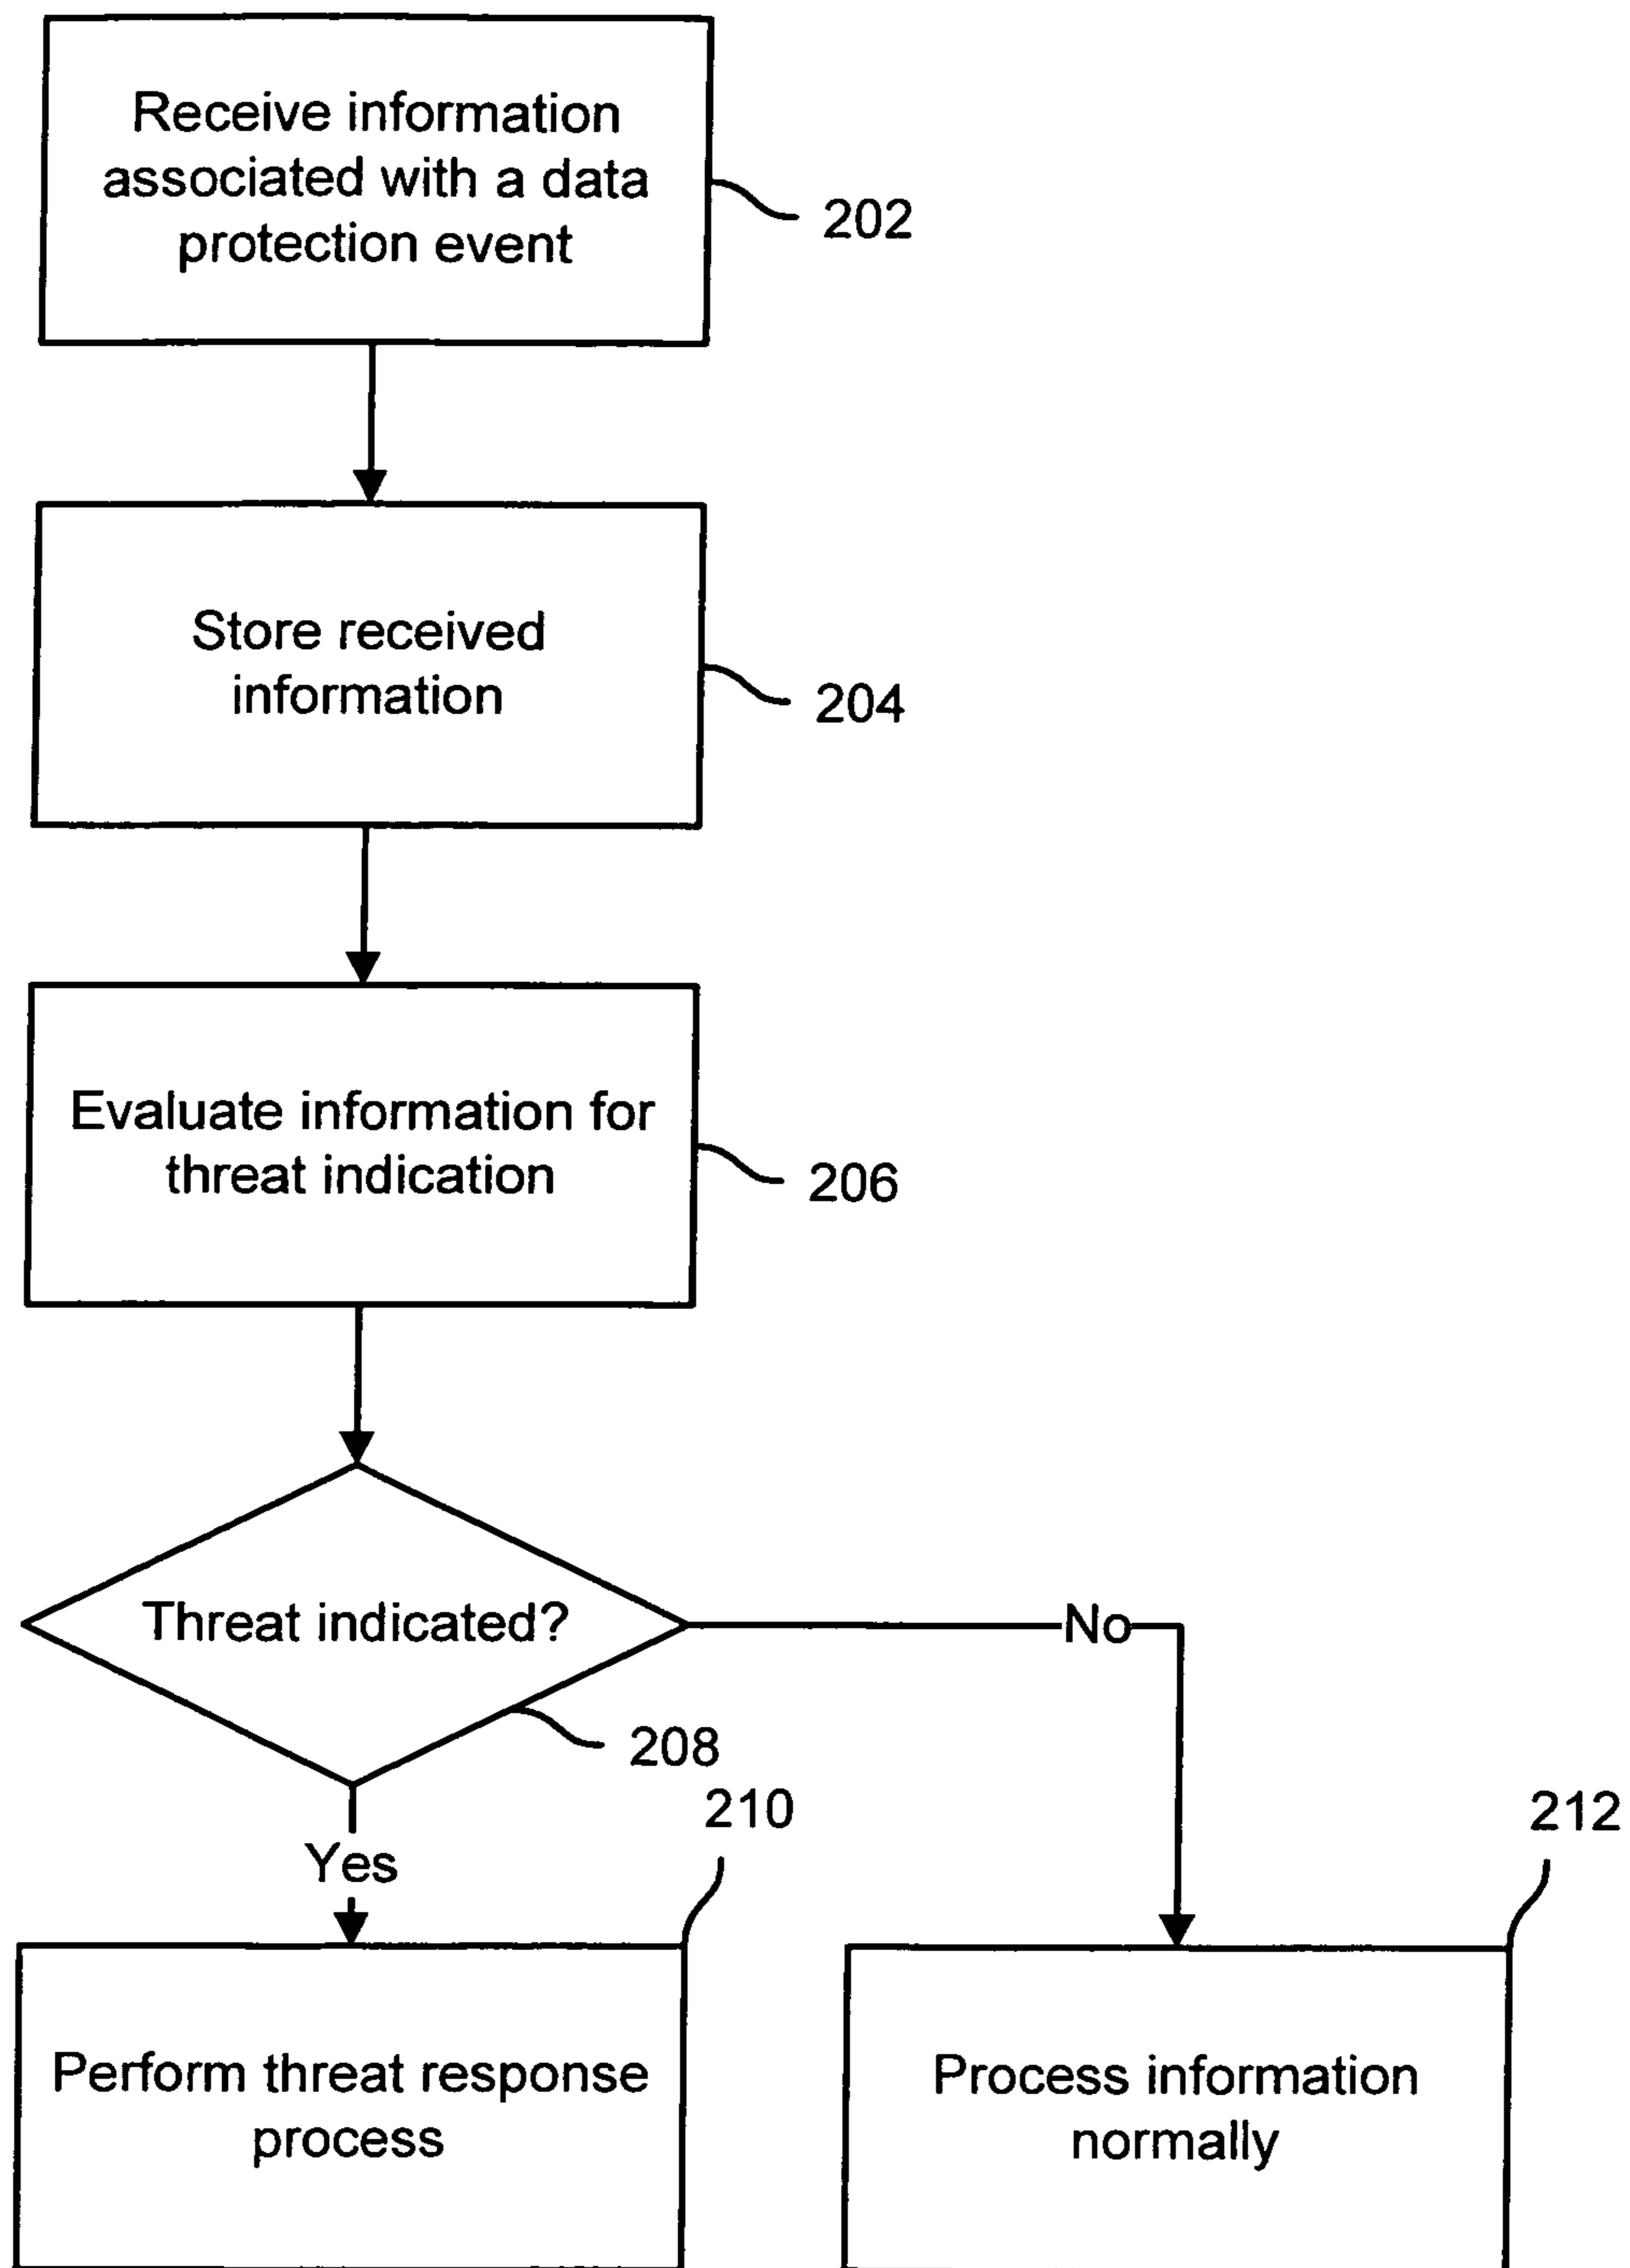 Receive information
associated with a data
protection event
202
Store received
information
204
Evaluate information for
threat indication
206
Threat indicated?
No
208
210
212
Yes
Perform threat response
process
Process information
normally